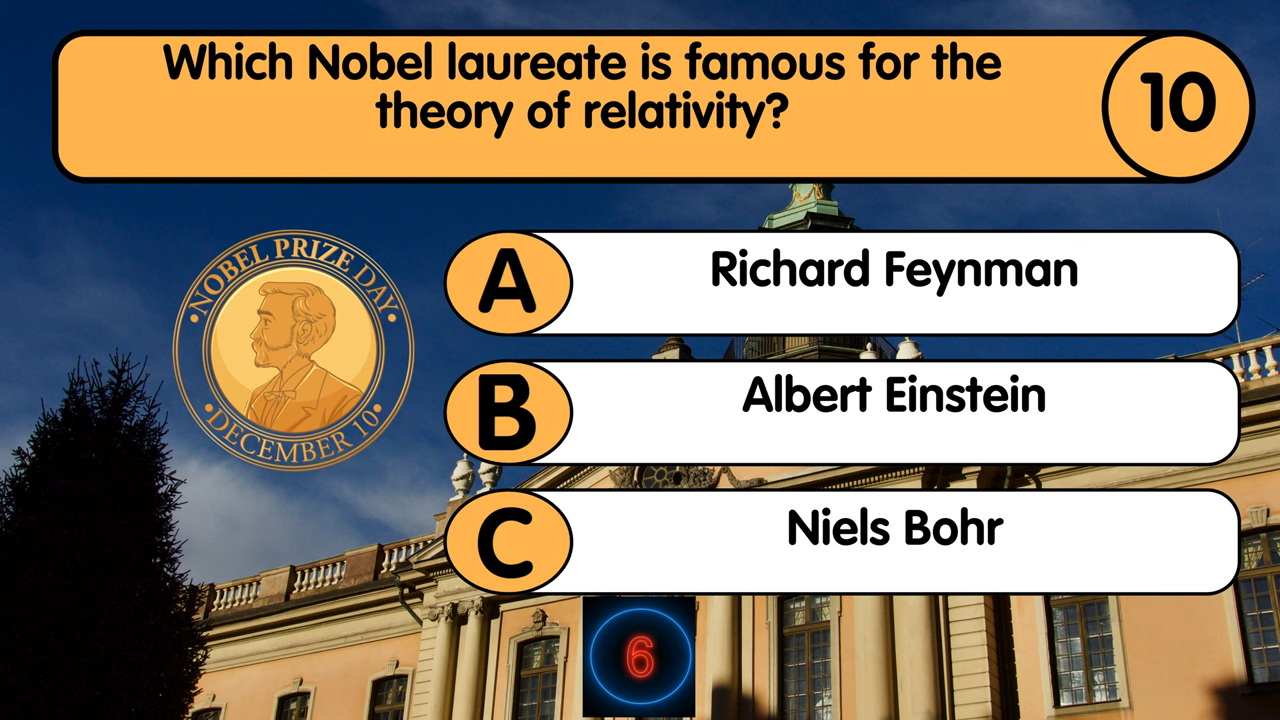 Which Nobel laureate is famous for the
theory of relativity?
10
NOBEL PRIZE DAY
DECEMBER 10
A
Richard Feynman
B
Albert Einstein
C
Niels Bohr
6